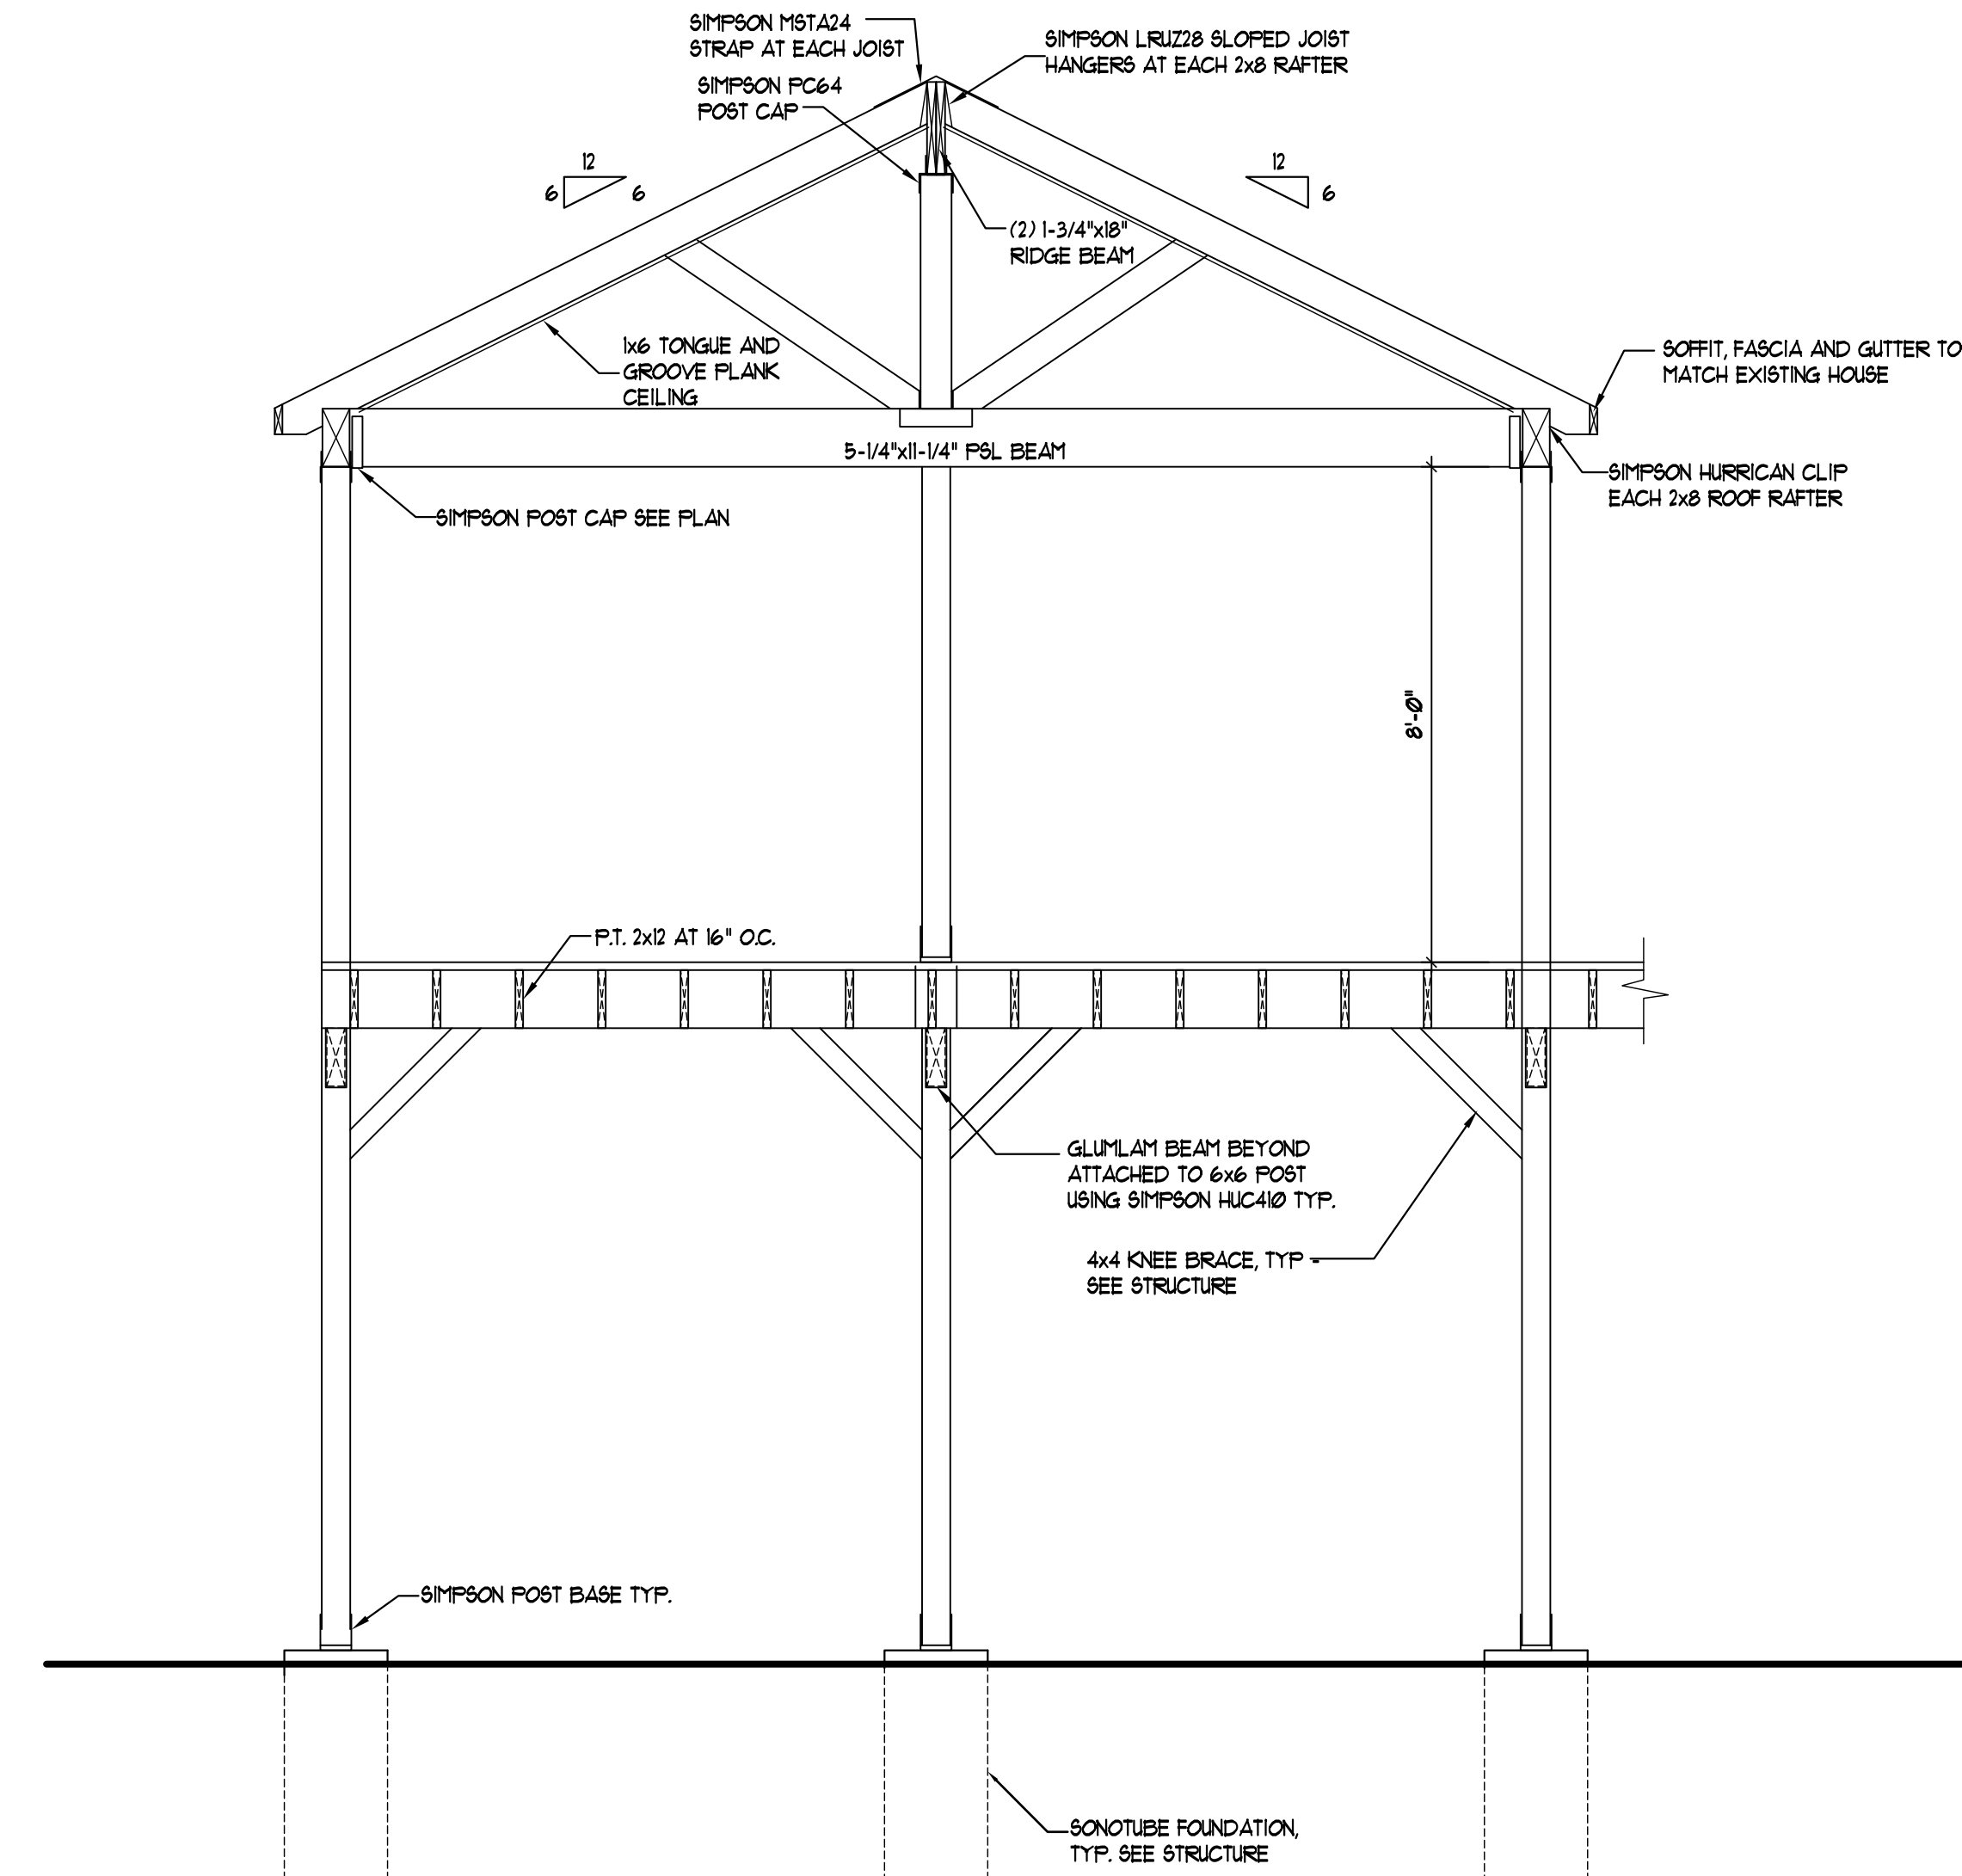 SIMPSON MSTA24
STRAP AT EACH JOIST
SIMPSON LRUZ28 SLOPED JOIST
HANGERS AT EACH 2x8 RAFTER
SIMPSON PC64
POST CAP
12
6
6
12
6
(2) 1-3/4"x18"
RIDGE BEAM
1x6 TONGUE AND
GROOVE PLANK
CEILING
SOFFIT, FASCIA AND GUTTER TO
MATCH EXISTING HOUSE
5-1/4"x11-1/4" PSL BEAM
SIMPSON HURRICAN CLIP
EACH 2x8 ROOF RAFTER
SIMPSON POST CAP SEE PLAN
8'-0"
P.T. 2x12 AT 16" O.C.
GLUMLAM BEAM BEYOND
ATTACHED TO 6x6 POST
USING SIMPSON HUC410 TYP.
4x4 KNEE BRACE, TYP -
SEE STRUCTURE
SIMPSON POST BASE TYP.
SONOTUBE FOUNDATION,
TYP. SEE STRUCTURE